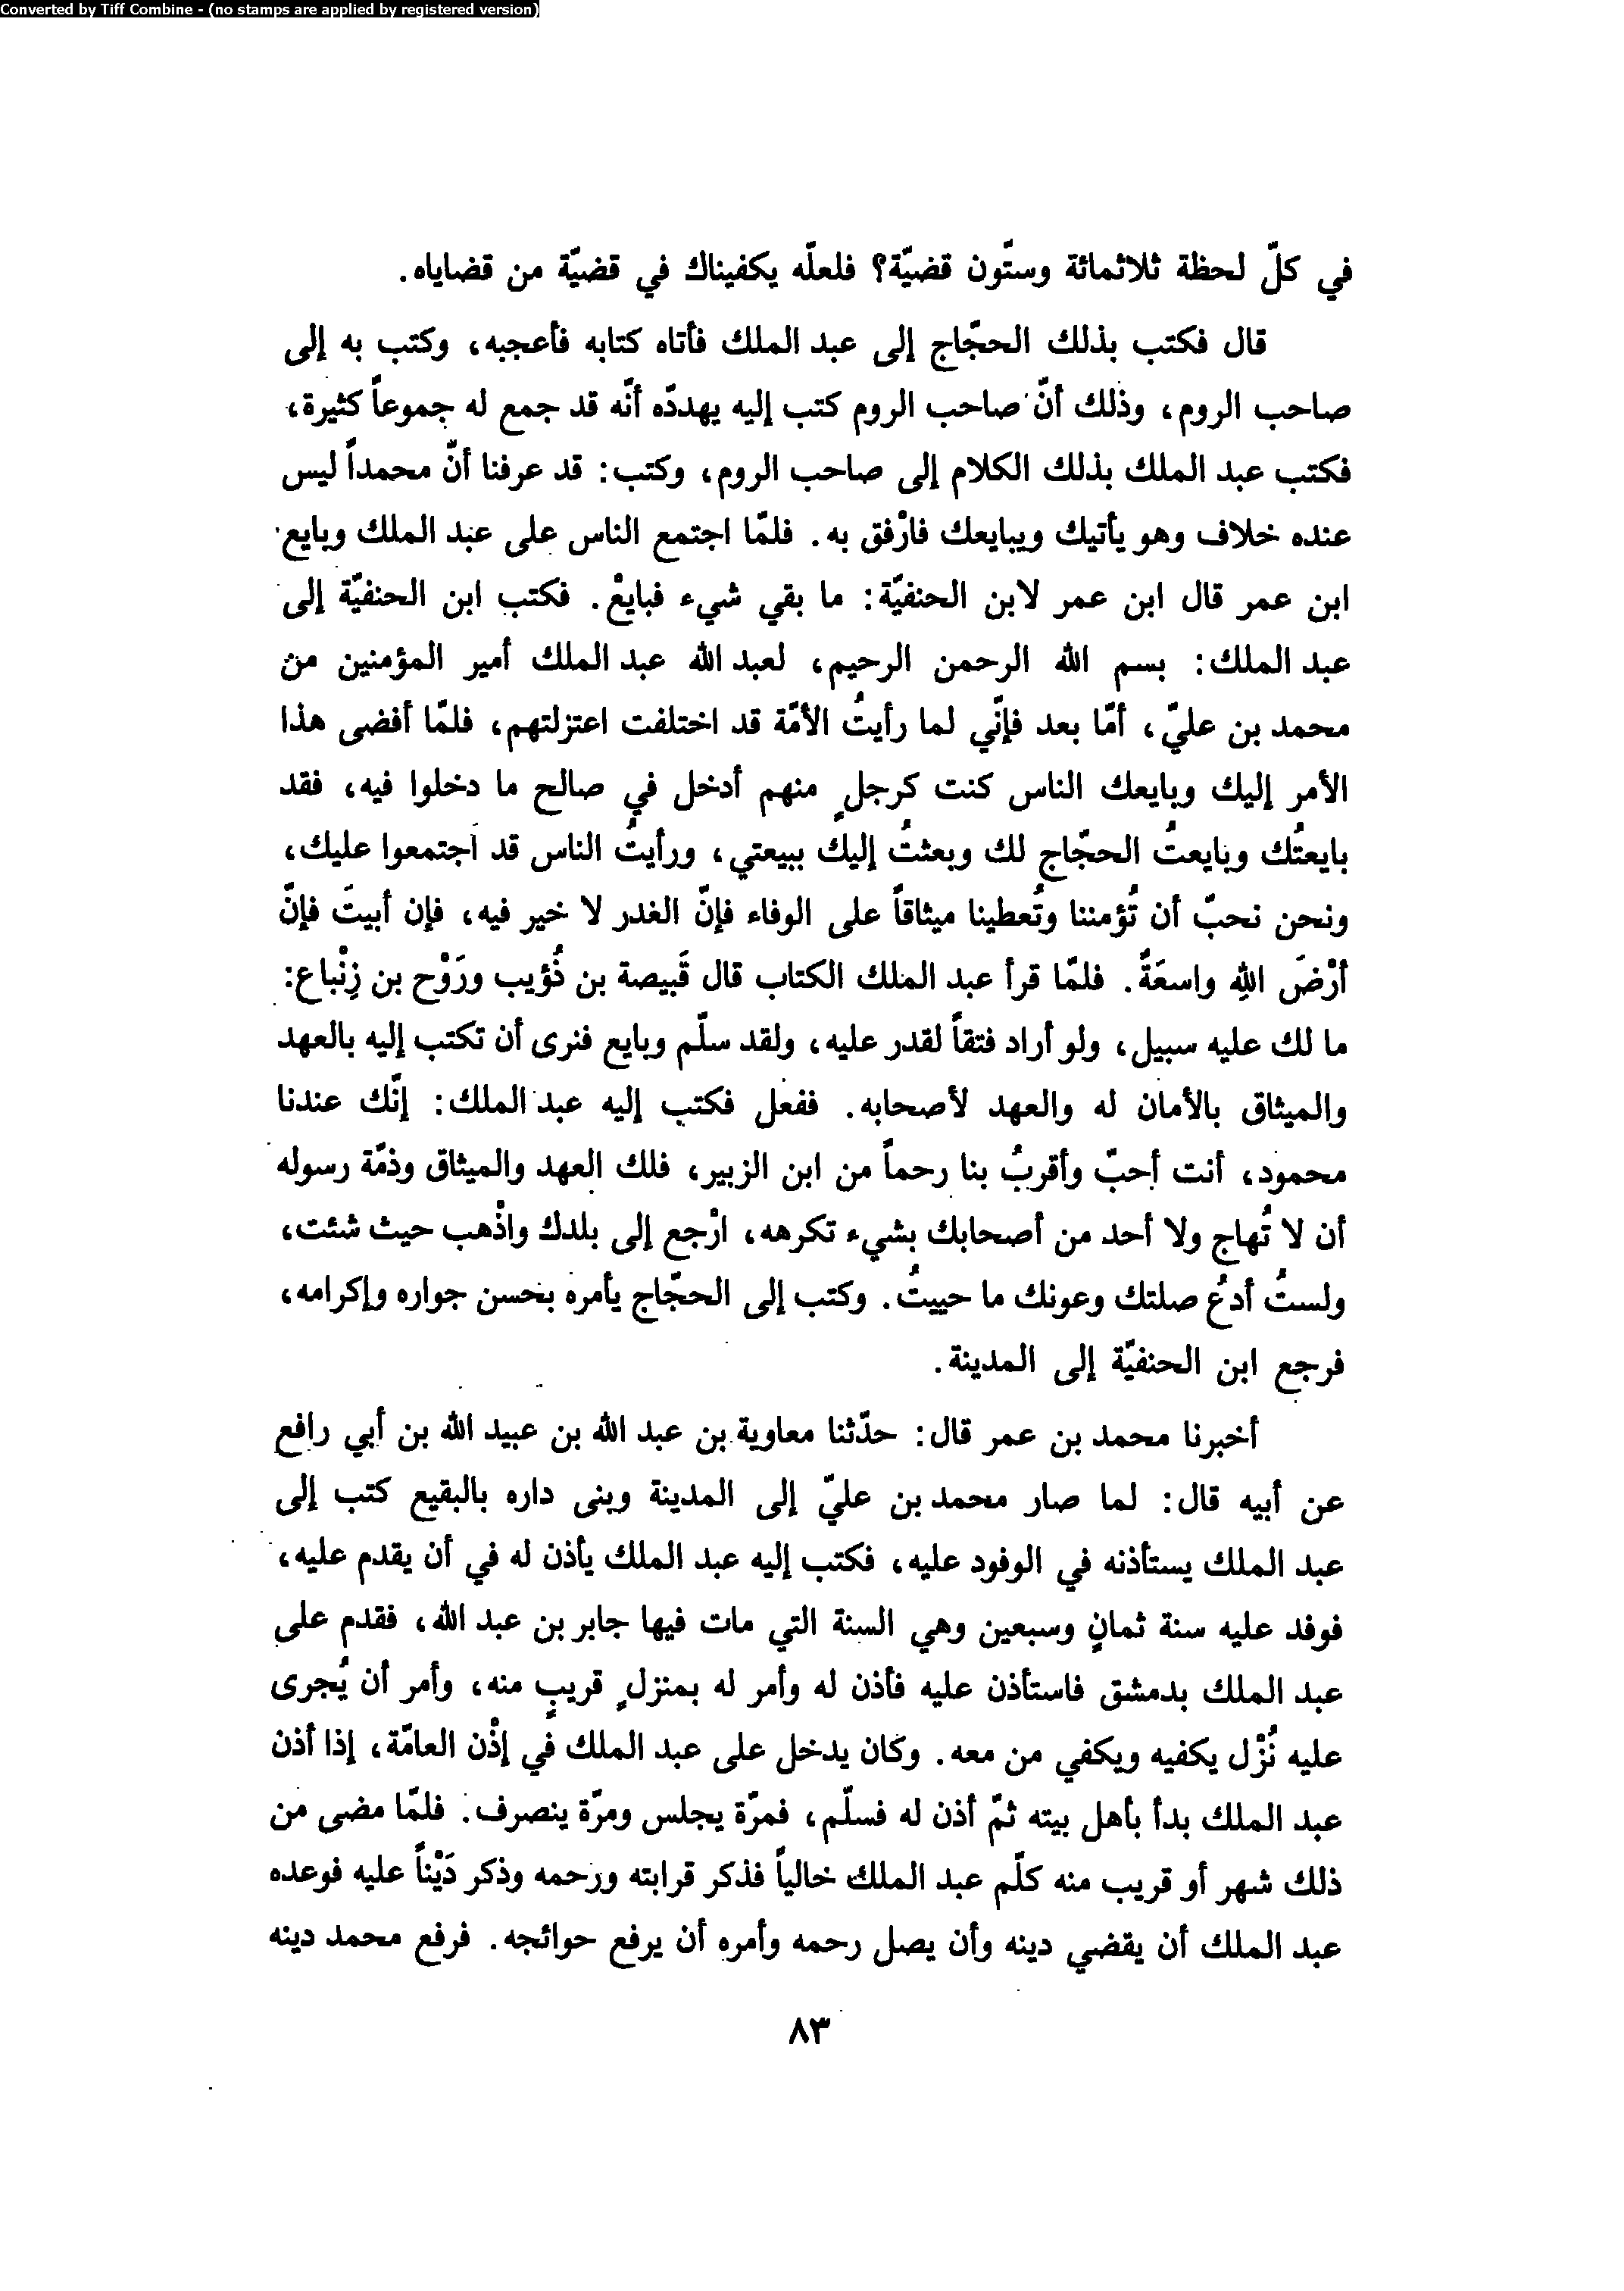 Converted by Tiff Combine - (no stamps are applied by registered version)
في كلّ لحظة ثلاثمائة وستّون قضيّة؟ فلعلّه يكفيناك في قضيّة من قضاياه.
قال فكتب بذلك الحجّاج إلى عبد الملك فأتاه كتابه فأعجبه، وكتب به إلى
صاحب الروم، وذلك أنّ صاحب الروم كتب إليه يهددّه أنّه قد جمع له جموعاً كثيرة،
فكتب عبد الملك بذلك الكلام إلى صاحب الروم، وكتب: قد عرفنا أنّ محمداً ليس
عنده خلاف وهو يأتيك ويبايعك فارْفق به. فلمّا اجتمع الناس على عبد الملك وبايع
ابن عمر قال ابن عمر لابن الحنفيّة: ما بقي شيء فبايعْ. فكتب ابن الحنفيّة إلى
عبد الملك: بسم الله الرحمن الرحيم، لعبد الله عبد الملك أمير المؤمنين من
محمد بن عليّ، أمّا بعد فإنّي لما رأيتُ الأمّة قد اختلفت اعتزلتهم، فلمّا أفضى هذا
الأمر إليك وبايعك الناس كنت كرجلٍ منهم أدخل في صالح ما دخلوا فيه، فقد
بايعتُك وبايعتُ الحجّاج لك وبعثتُ إليك ببيعتي، ورأيتُ الناس قد اجتمعوا عليك،
ونحن نحبّ أن تُؤمننا وتُعطينا ميثاقاً على الوفاء فإنّ الغدر لا خير فيه، فإن أبيتَ فإنّ
أرْضَ اللهِ واسعَةٌ. فلمّا قرأ عبد الملك الكتاب قال قَبيصة بن ذُؤيب ورَوْح بن زِنْباع:
ما لك عليه سبيل، ولو أراد فتقاً لقدر عليه، ولقد سلّم وبايع فنرى أن تكتب إليه بالعهد
والميثاق بالأمان له والعهد لأصحابه. ففعل فكتب إليه عبد الملك: إنّك عندنا
محمود، أنت أحبّ وأقربُ بنا رحماً من ابن الزبير، فلك العهد والميثاق وذمّة رسوله
أن لا تُهاج ولا أحد من أصحابك بشيء تكرهه، ارْجع إلى بلدك واذْهب حيث شئت،
ولستُ أدعُ صلتك وعونك ما حييتُ. وكتب إلى الحجّاج يأمره بحسن جواره وإكرامه،
فرجع ابن الحنفيّة إلى المدينة.
أخبرنا محمد بن عمر قال: حدّثنا معاوية بن عبد الله بن عبيد الله بن أبي رافع
عن أبيه قال: لما صار محمد بن عليّ إلى المدينة وبنى داره بالبقيع كتب إلى
عبد الملك يستأذنه في الوفود عليه، فكتب إليه عبد الملك يأذن له في أن يقدم عليه،
فوفد عليه سنة ثمانٍ وسبعين وهي السنة التي مات فيها جابر بن عبد الله، فقدم على
عبد الملك بدمشق فاستأذن عليه فأذن له وأمر له بمنزلٍ قريبٍ منه، وأمر أن يُجرى
عليه نُزْل يكفيه ويكفي من معه. وكان يدخل على عبد الملك في إذْن العامّة، إذا أذن
عبد الملك بدأ بأهل بيته ثمّ أذن له فسلّم، فمرّة يجلس ومرّة ينصرف. فلمّا مضى من
ذلك شهر أو قريب منه كلّم عبد الملك خالياً فذكر قرابته ورحمه وذكر دَيْناً عليه فوعده
عبد الملك أن يقضي دينه وأن يصل رحمه وأمره أن يرفع حوائجه. فرفع محمد دينه
٨٣